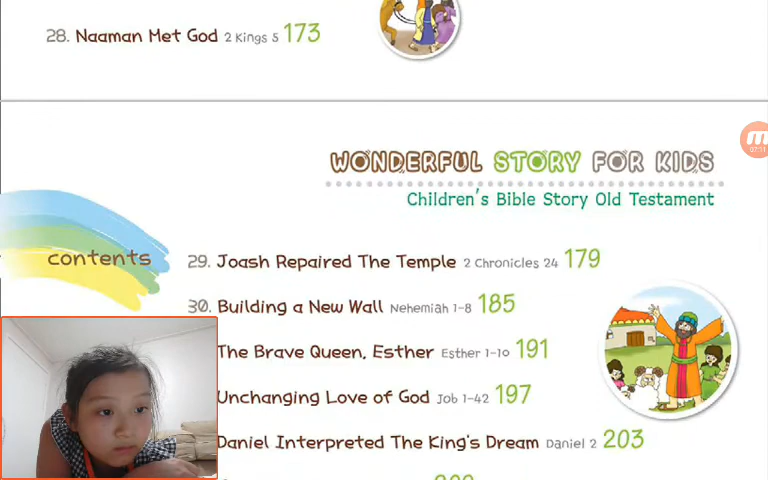 28. Naaman Met God 2 Kings 5 173
WONDERFUL STORY FOR KIDS
Children's Bible Story Old Testament
contents
29. Joash Repaired The Temple 2 Chronicles 24 179
30. Building a New Wall Nehemiah 1-8 185
The Brave Queen, Esther Esther 1-10 191
Unchanging Love of God Job 1-42 197
Daniel Interpreted The King's Dream Daniel 2 203